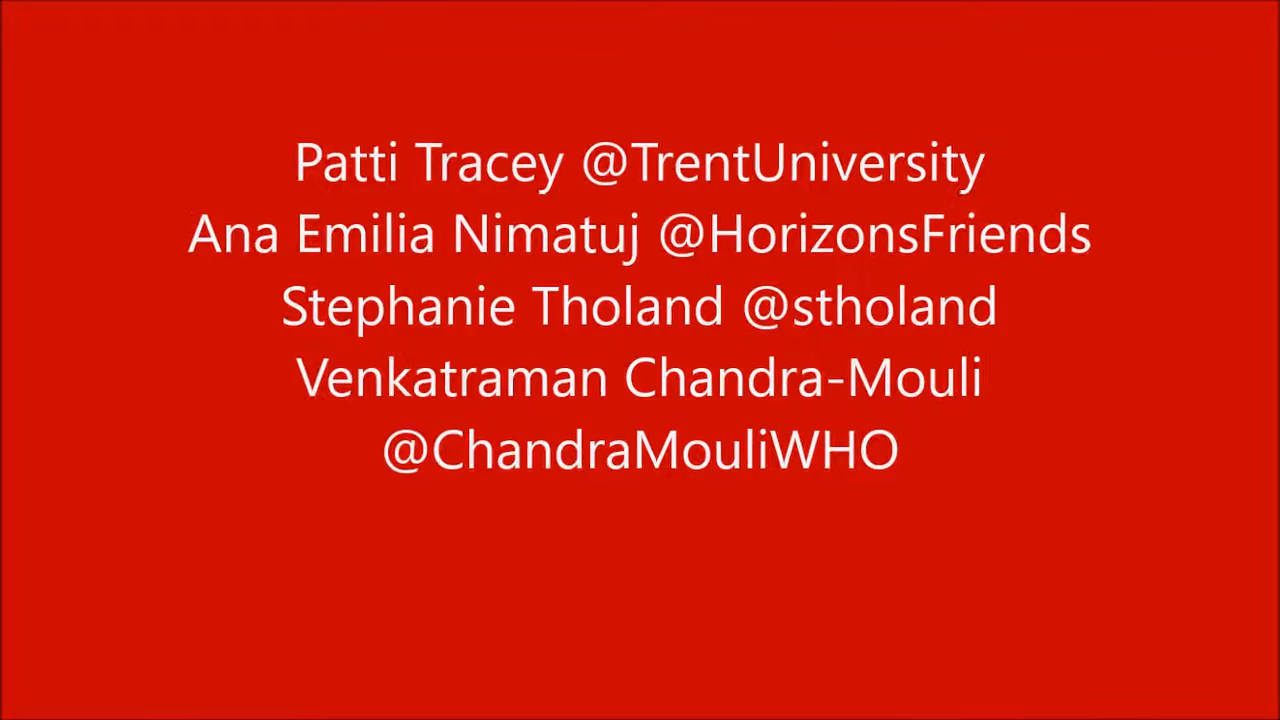 Patti Tracey @TrentUniversity
Ana Emilia Nimatuj @HorizonsFriends
Stephanie Tholand @stholand
Venkatraman Chandra-Mouli
@ChandraMouliWHO